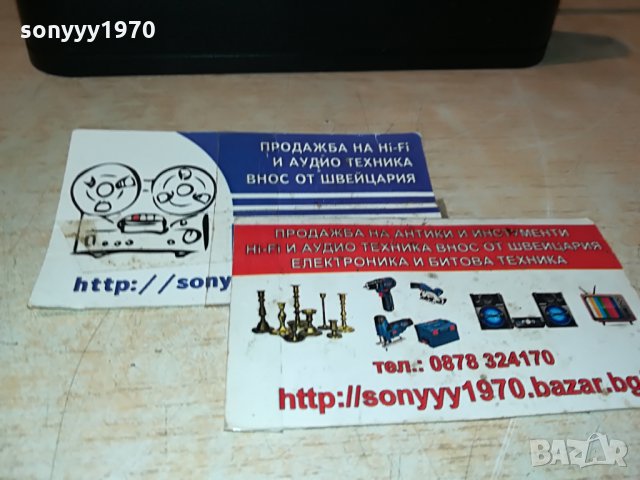 sonyyy1970
ПРОДАЖБА НА Hi-Fi
И АУДИО ТЕХНИКА
ВНОС ОТ ШВЕЙЦАРИЯ
http://sony
ПРОДАЖБА НА АНТИКИ И ИНСТРУМЕНТИ
Hi-Fi И АУДИО ТЕХНИКА ВНОС ОТ ШВЕЙЦАРИЯ
ЕЛЕКТРОНИКА И БИТОВА ТЕХНИКА
тел.: 0878 324170
http://sonyyy1970.bazar.bg/
BAZAR
sonyyy1970